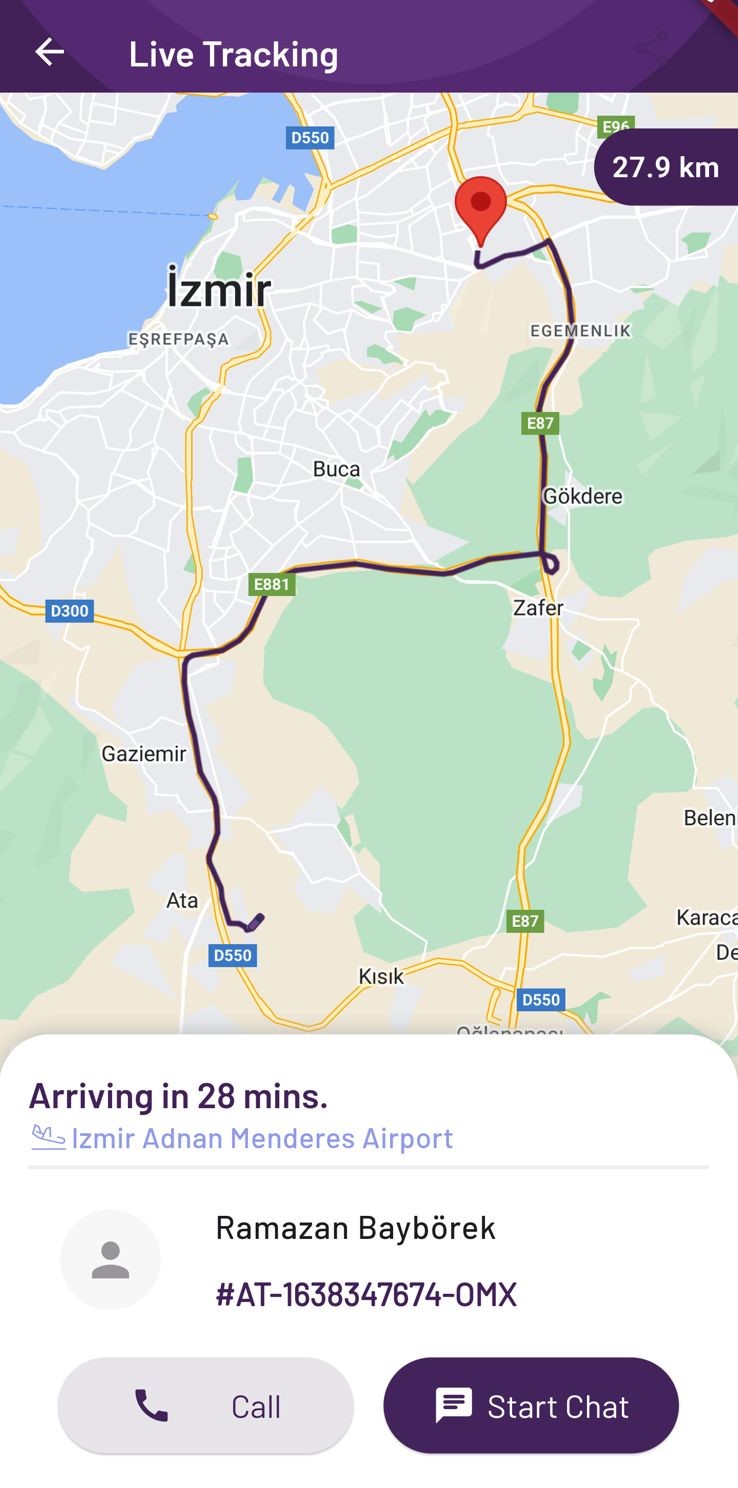 Live Tracking
D550
E96
27.9 km
İzmir
EŞREFPAŞA
EGEMENLIK
E87
Buca
Gökdere
E881
Zafer
D300
Gaziemir
Belen
Ata
Karaca
E87
De
D550
Kısık
D550
Arriving in 28 mins.
Izmir Adnan Menderes Airport
Ramazan Baybörek
#AT-1638347674-OMX
Call
Start Chat